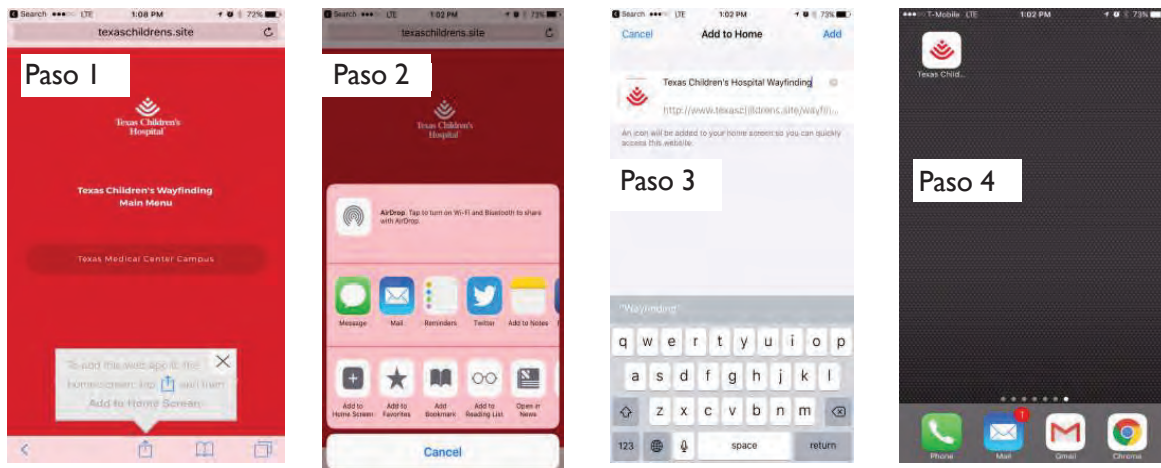 Search LTE 1:08 PM 72%
texaschildrens.site
Paso 1
Texas Children's
Hospital
Texas Children's Wayfinding
Main Menu
Texas Medical Center Campus
To add this web app to the
homescreen tap and then
Add to Home Screen
Search LTE 1:02 PM 73%
texaschildrens.site
Paso 2
Texas Children's
Hospital
AirDrop. Tap to turn on Wi-Fi and Bluetooth to share
with AirDrop.
Message Mail Reminders Twitter Add to Notes
Add to
Home Screen
Add to
Favorites
Add
Bookmark
Add to
Reading List
Open in
News
Cancel
Search LTE 1:02 PM 73%
Cancel Add to Home Add
Texas Children's Hospital Wayfinding
http://www.texaschildrens.site/wayfin...
An icon will be added to your home screen so you can quickly
access this website.
Paso 3
"Wayfinding"
q w e r t y u i o p
a s d f g h j k l
z x c v b n m
123 space return
T-Mobile LTE 1:02 PM 73%
Texas Child...
Paso 4
1
Phone Mail Gmail Chrome